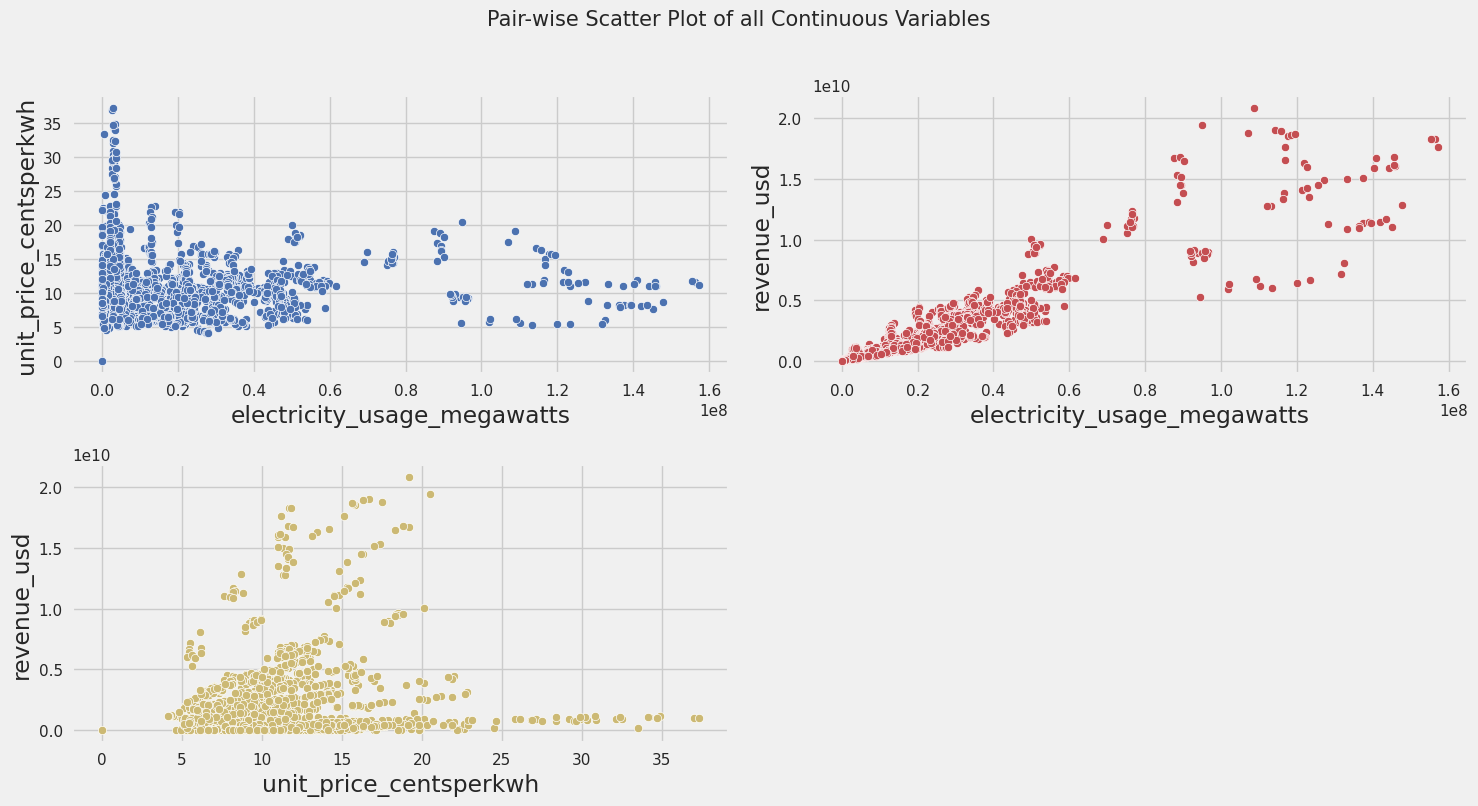 Pair-wise Scatter Plot of all Continuous Variables
unit_price_centsperkwh
35
30
25
20
15
10
5
0
0.0 0.2 0.4 0.6 0.8 1.0 1.2 1.4 1.6
1e8
electricity_usage_megawatts
1e10
revenue_usd
2.0
1.5
1.0
0.5
0.0
0.0 0.2 0.4 0.6 0.8 1.0 1.2 1.4 1.6
1e8
electricity_usage_megawatts
1e10
revenue_usd
2.0
1.5
1.0
0.5
0.0
0 5 10 15 20 25 30 35
unit_price_centsperkwh